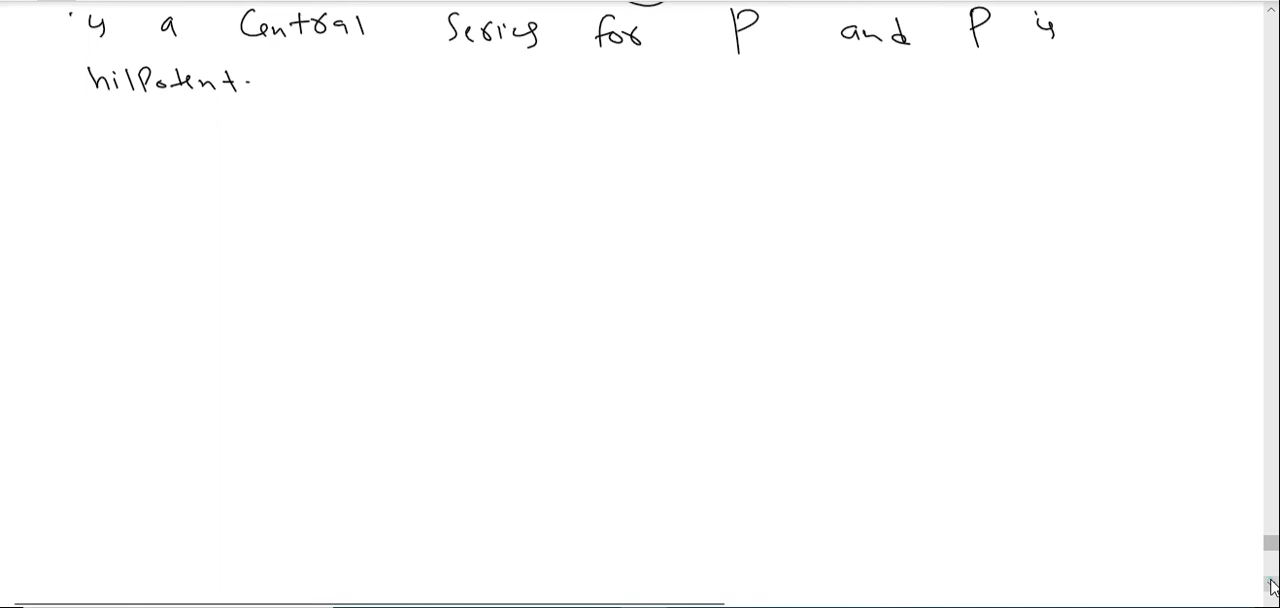 is a Central Series for P and P is
nilpotent.